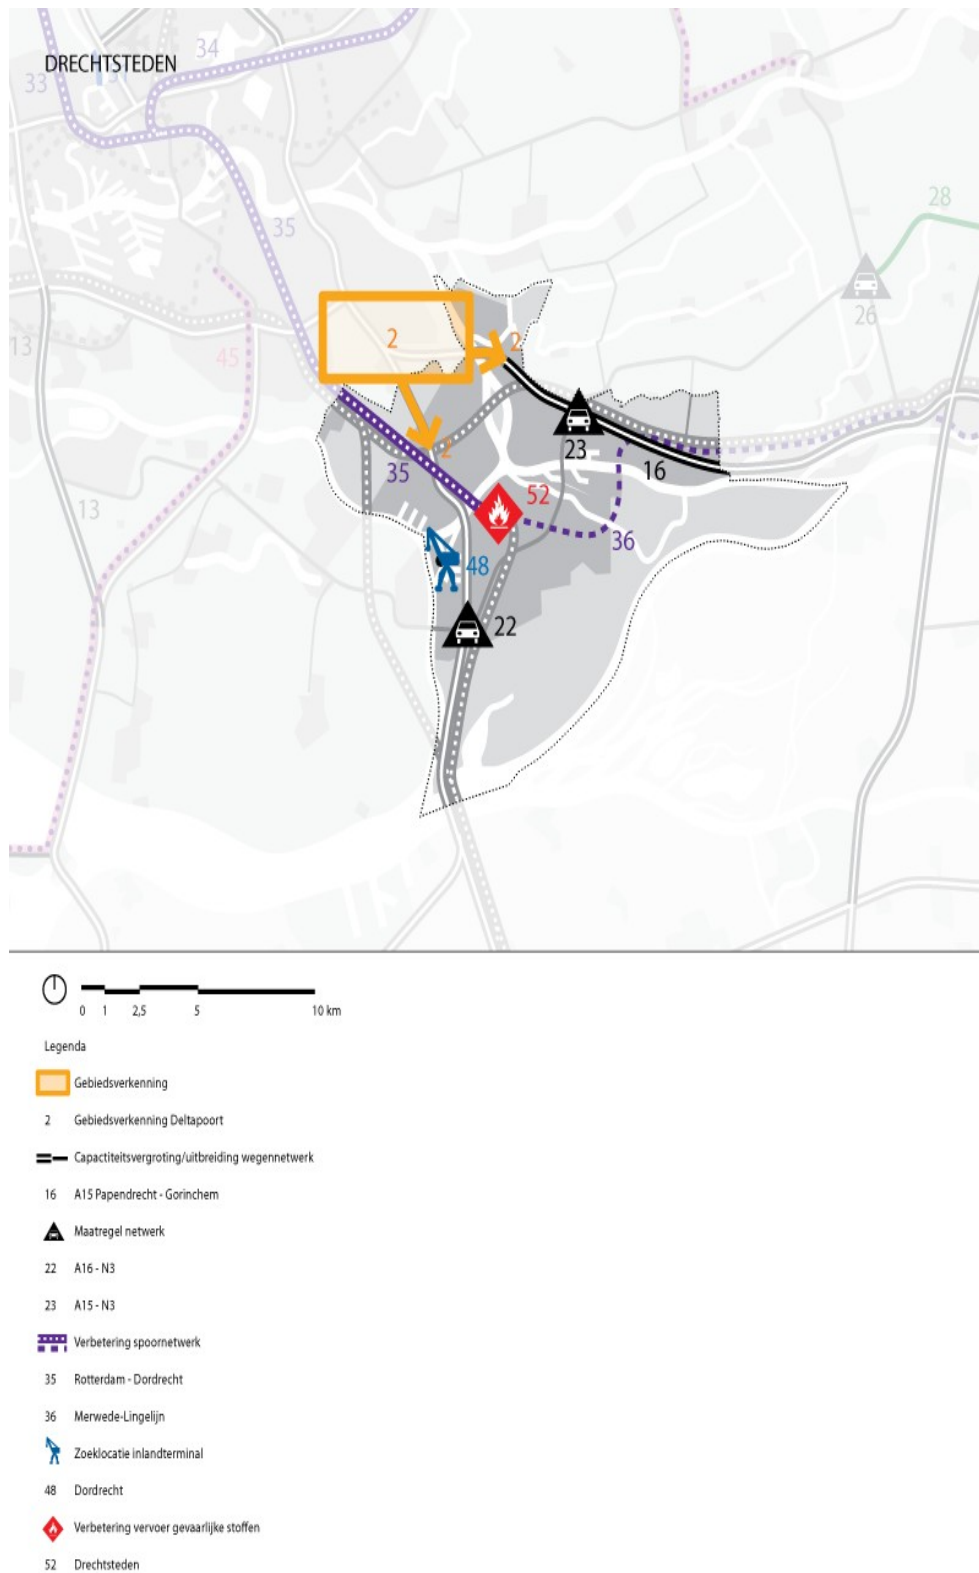 DRECHTSTEDEN
34
33
35
28
26
2
2
13
45
2
23
16
35
52
36
13
48
22
0 1 2,5 5 10 km
Legenda
Gebiedsverkenning
2 Gebiedsverkenning Deltapoort
Capactiteitsvergroting/uitbreiding wegennetwerk
16 A15 Papendrecht - Gorinchem
Maatregel netwerk
22 A16 - N3
23 A15 - N3
Verbetering spoornetwerk
35 Rotterdam - Dordrecht
36 Merwede-Lingelijn
Zoeklocatie inlandterminal
48 Dordrecht
Verbetering vervoer gevaarlijke stoffen
52 Drechtsteden